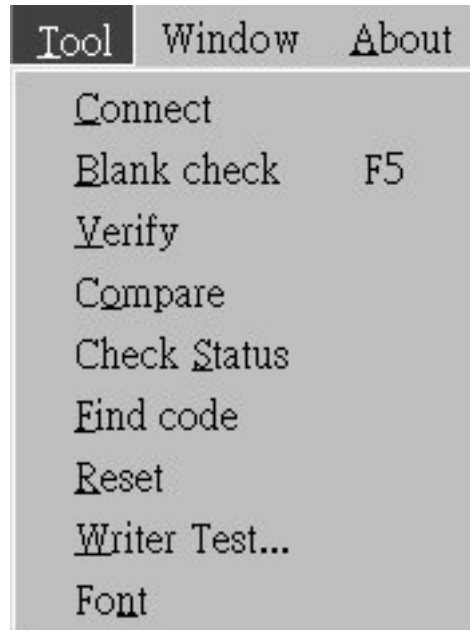 Tool Window About
Connect
Blank check F5
Verify
Compare
Check Status
Find code
Reset
Writer Test...
Font